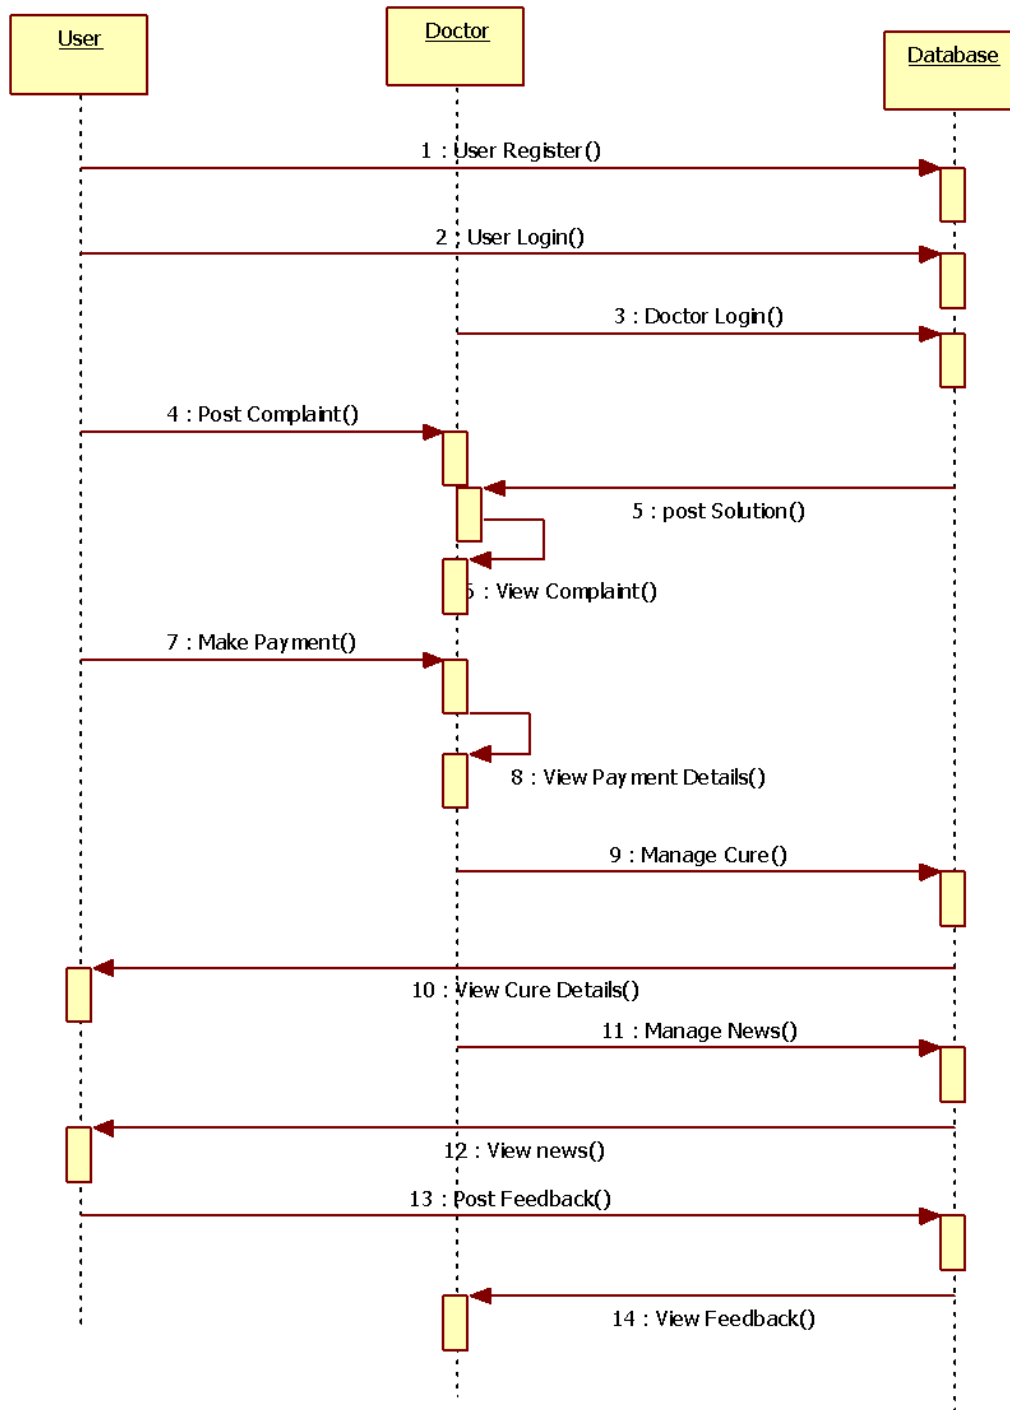 User
Doctor
Database
1 : User Register()
2 : User Login()
3 : Doctor Login()
4 : Post Complaint()
5 : post Solution()
6 : View Complaint()
7 : Make Payment()
8 : View Payment Details()
9 : Manage Cure()
10 : View Cure Details()
11 : Manage News()
12 : View news()
13 : Post Feedback()
14 : View Feedback()